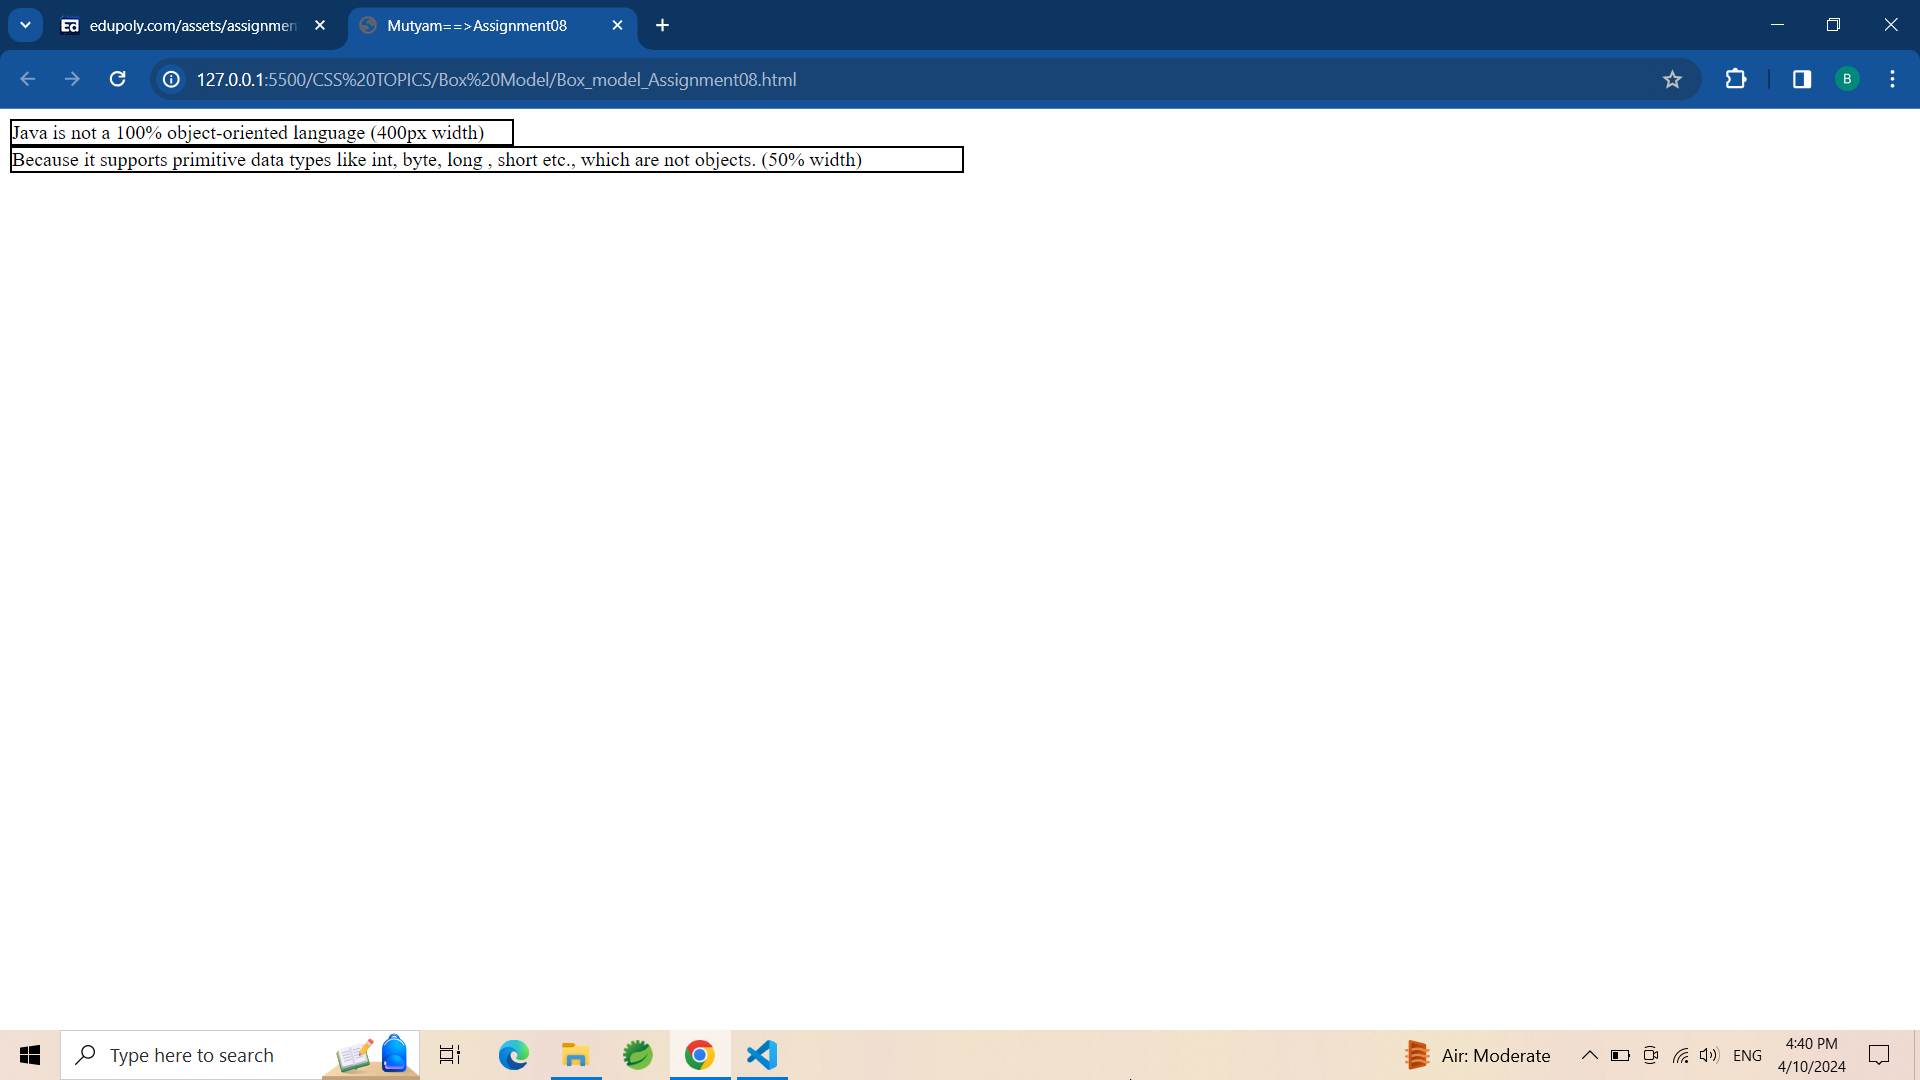 edupoly.com/assets/assignmen
Mutyam==>Assignment08
127.0.0.1:5500/CSS%20TOPICS/Box%20Model/Box_model_Assignment08.html
B
Java is not a 100% object-oriented language (400px width)
Because it supports primitive data types like int, byte, long , short etc., which are not objects. (50% width)
Type here to search
Air: Moderate
ENG
4:40 PM
4/10/2024